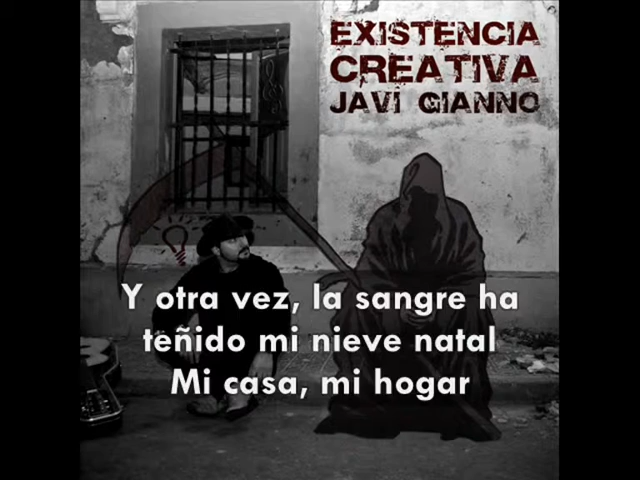 EXISTENCIA
CREATIVA
JAVI GIANNO
Y otra vez, la sangre ha
teñido mi nieve natal
Mi casa, mi hogar